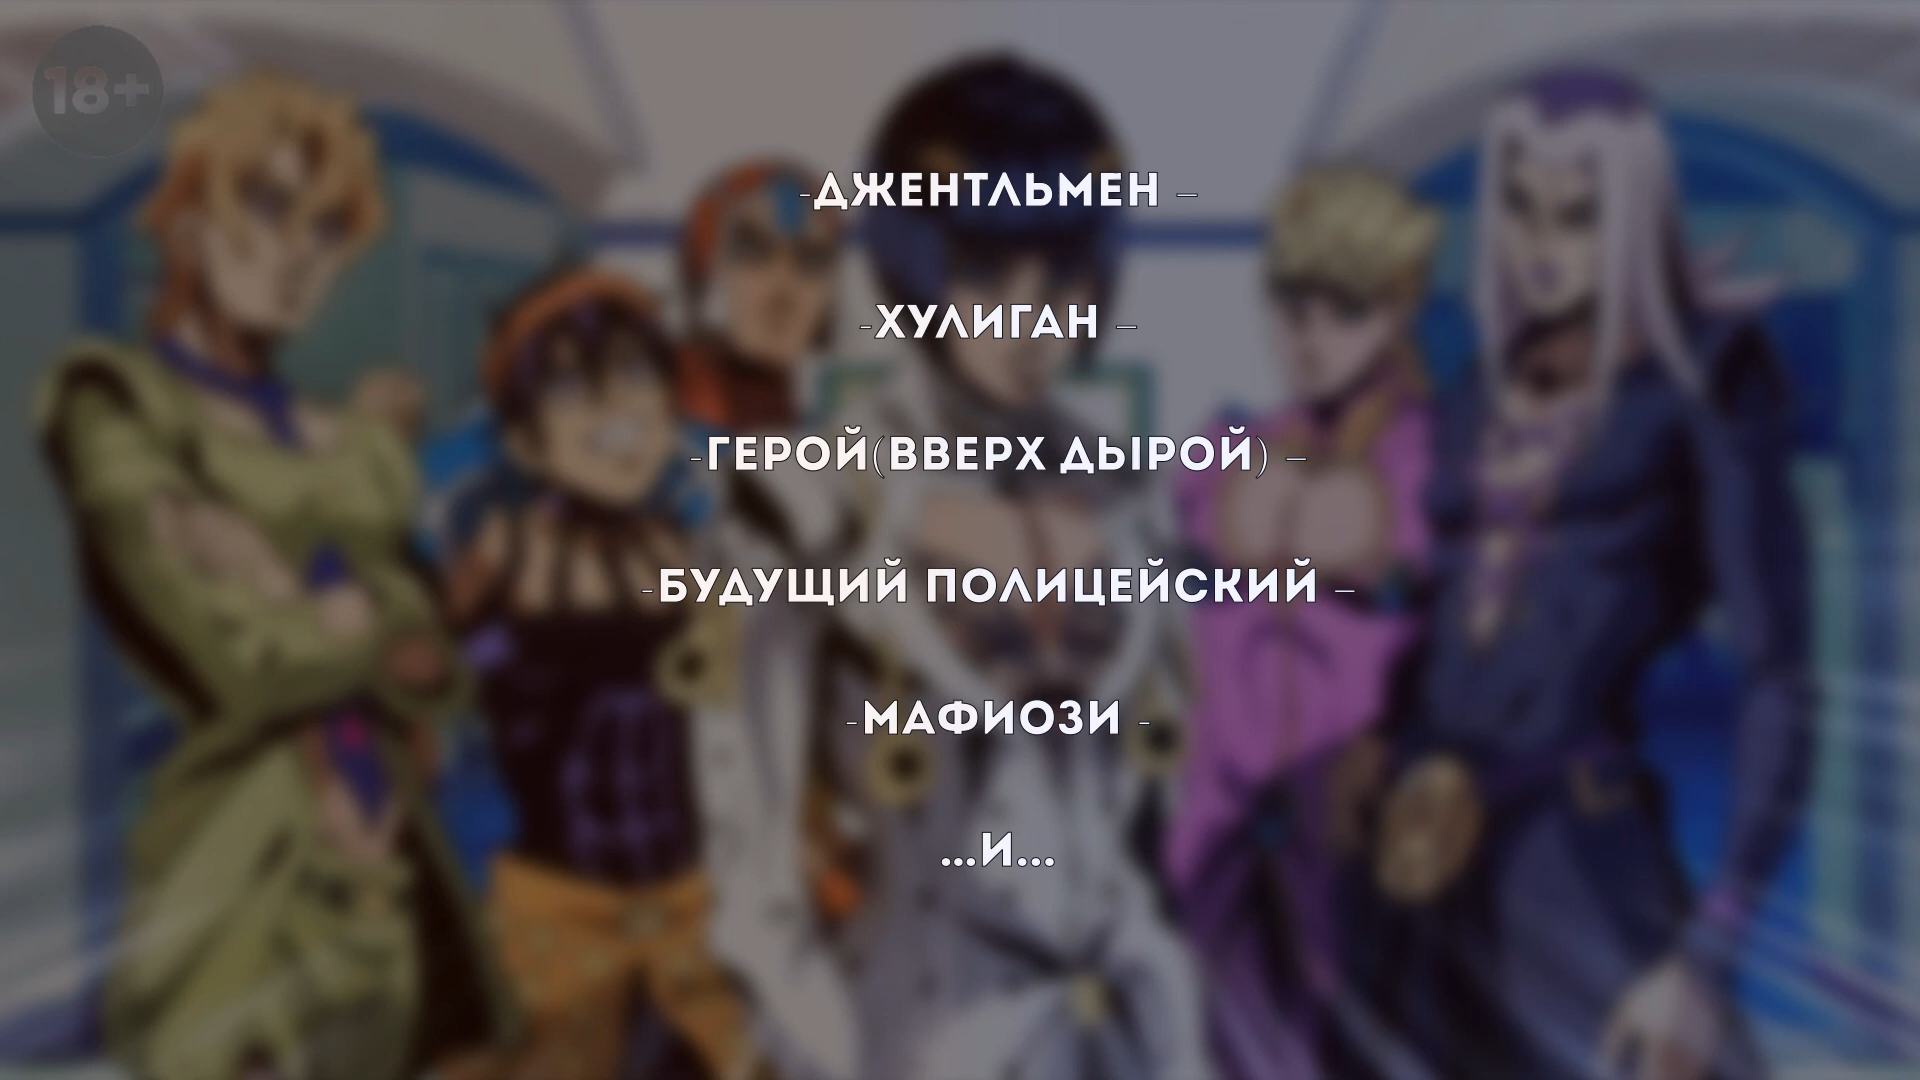 18+
-ДЖЕНТЛЬМЕН –
-ХУЛИГАН –
-ГЕРОЙ(ВВЕРХ ДЫРОЙ) –
-БУДУЩИЙ ПОЛИЦЕЙСКИЙ –
-МАФИОЗИ -
...И...